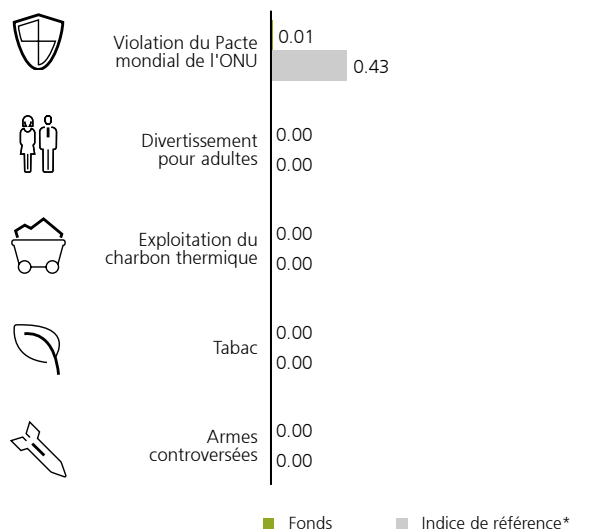 Violation du Pacte
mondial de l'ONU
0.01
0.43
Divertissement
pour adultes
0.00
0.00
Exploitation du
charbon thermique
0.00
0.00
Tabac
0.00
0.00
Armes
controversées
0.00
0.00
Fonds
Indice de référence*